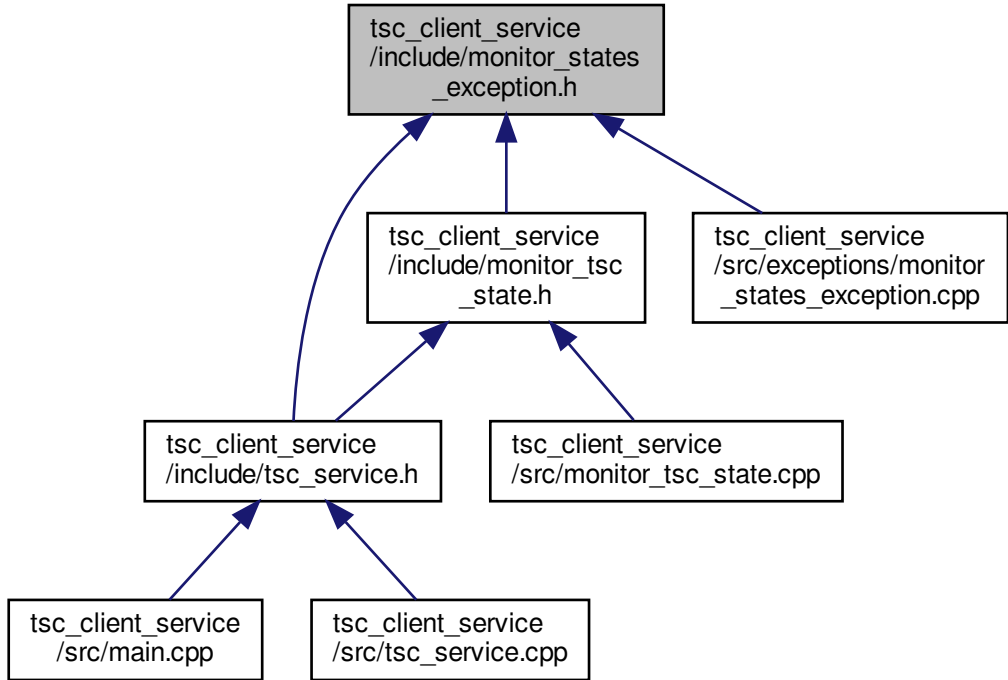 tsc_client_service
/include/monitor_states
_exception.h
tsc_client_service
/include/monitor_tsc
_state.h
tsc_client_service
/src/exceptions/monitor
_states_exception.cpp
tsc_client_service
/include/tsc_service.h
tsc_client_service
/src/monitor_tsc_state.cpp
tsc_client_service
/src/main.cpp
tsc_client_service
/src/tsc_service.cpp